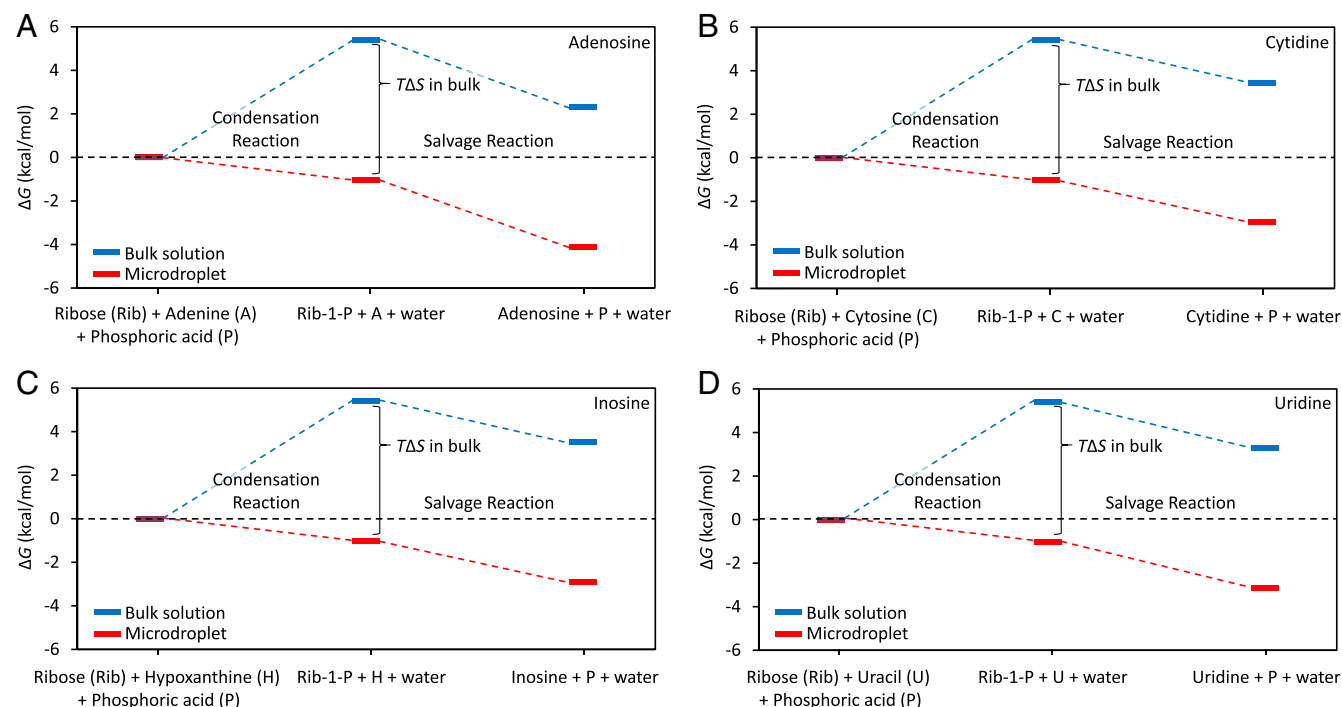 A
6
4
2
0
-2
-4
-6
ΔG (kcal/mol)
Adenosine
TΔS in bulk
Condensation
Reaction
Salvage Reaction
Bulk solution
Microdroplet
Ribose (Rib) + Adenine (A)
+ Phosphoric acid (P)
Rib-1-P + A + water
Adenosine + P + water
B
6
4
2
0
-2
-4
-6
ΔG (kcal/mol)
Cytidine
TΔS in bulk
Condensation
Reaction
Salvage Reaction
Bulk solution
Microdroplet
Ribose (Rib) + Cytosine (C)
+ Phosphoric acid (P)
Rib-1-P + C + water
Cytidine + P + water
C
6
4
2
0
-2
-4
-6
ΔG (kcal/mol)
Inosine
TΔS in bulk
Condensation
Reaction
Salvage Reaction
Bulk solution
Microdroplet
Ribose (Rib) + Hypoxanthine (H)
+ Phosphoric acid (P)
Rib-1-P + H + water
Inosine + P + water
D
6
4
2
0
-2
-4
-6
ΔG (kcal/mol)
Uridine
TΔS in bulk
Condensation
Reaction
Salvage Reaction
Bulk solution
Microdroplet
Ribose (Rib) + Uracil (U)
+ Phosphoric acid (P)
Rib-1-P + U + water
Uridine + P + water